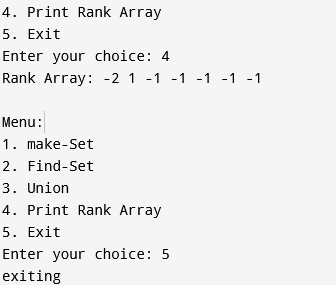 4. Print Rank Array
5. Exit
Enter your choice: 4
Rank Array: -2 1 -1 -1 -1 -1 -1
Menu:
1. make-Set
2. Find-Set
3. Union
4. Print Rank Array
5. Exit
Enter your choice: 5
exiting